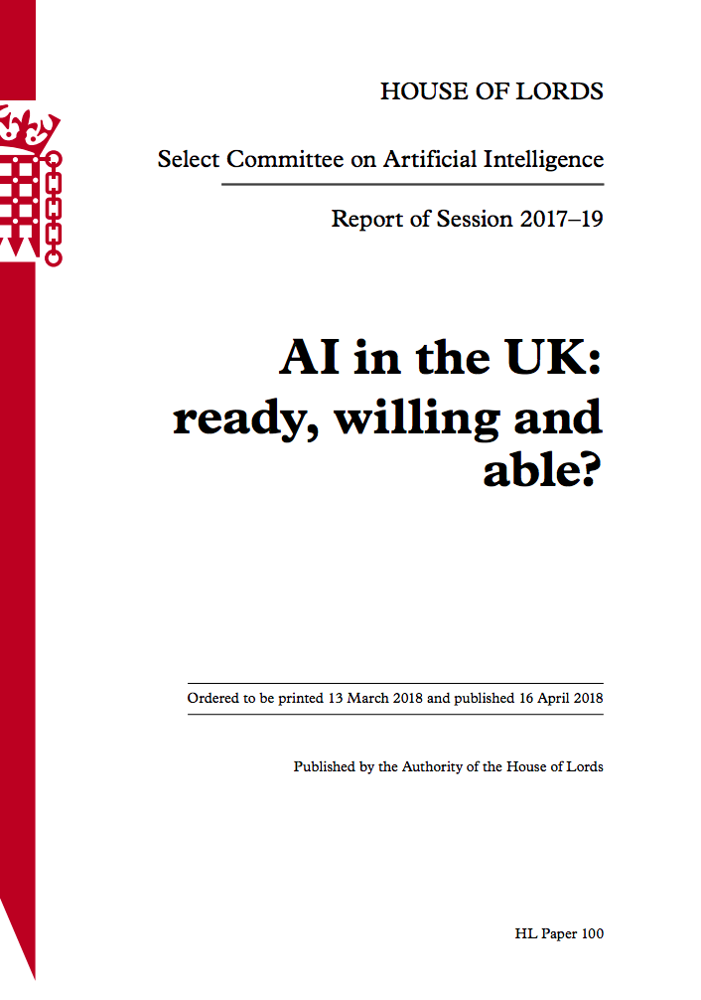 HOUSE OF LORDS
Select Committee on Artificial Intelligence
Report of Session 2017–19
AI in the UK:
ready, willing and
able?
Ordered to be printed 13 March 2018 and published 16 April 2018
Published by the Authority of the House of Lords
HL Paper 100